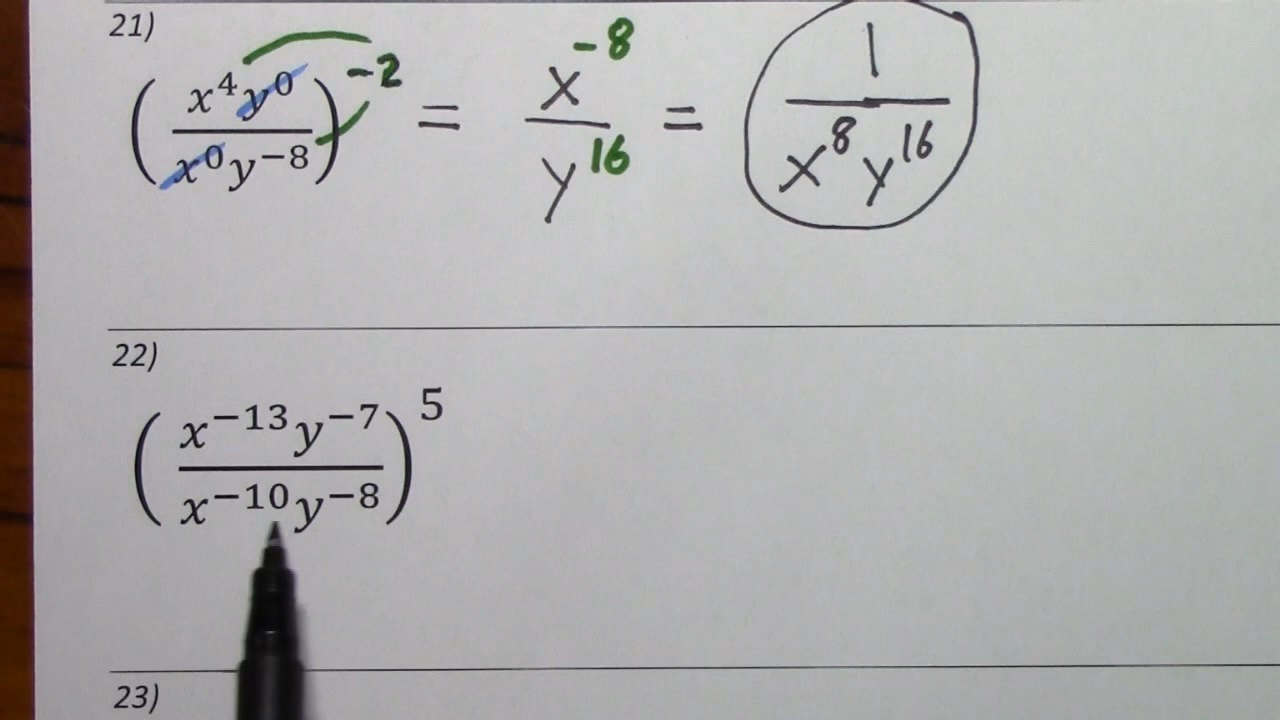 21)
(x⁴y⁰ / x⁰y⁻⁸)⁻² = x⁻⁸ / y¹⁶ = 1 / x⁸y¹⁶
22)
(x⁻¹³y⁻⁷ / x⁻¹⁰y⁻⁸)⁵
23)